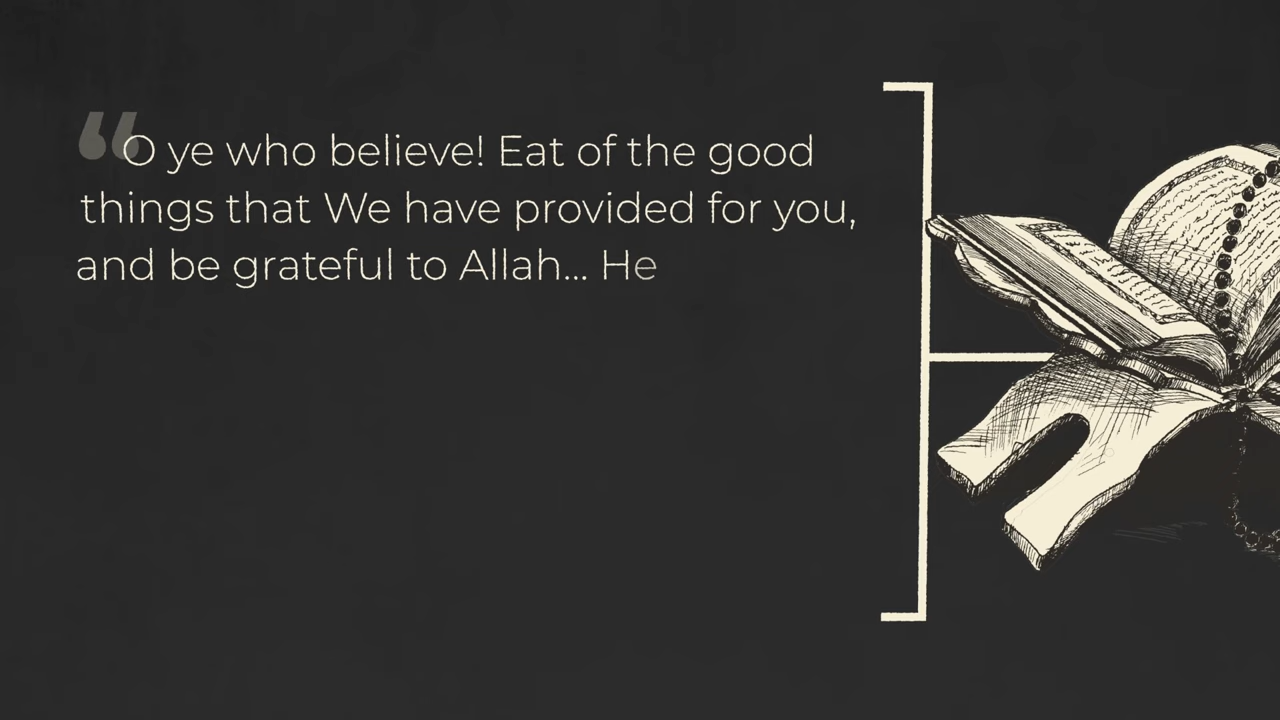 “O ye who believe! Eat of the good
things that We have provided for you,
and be grateful to Allah... He